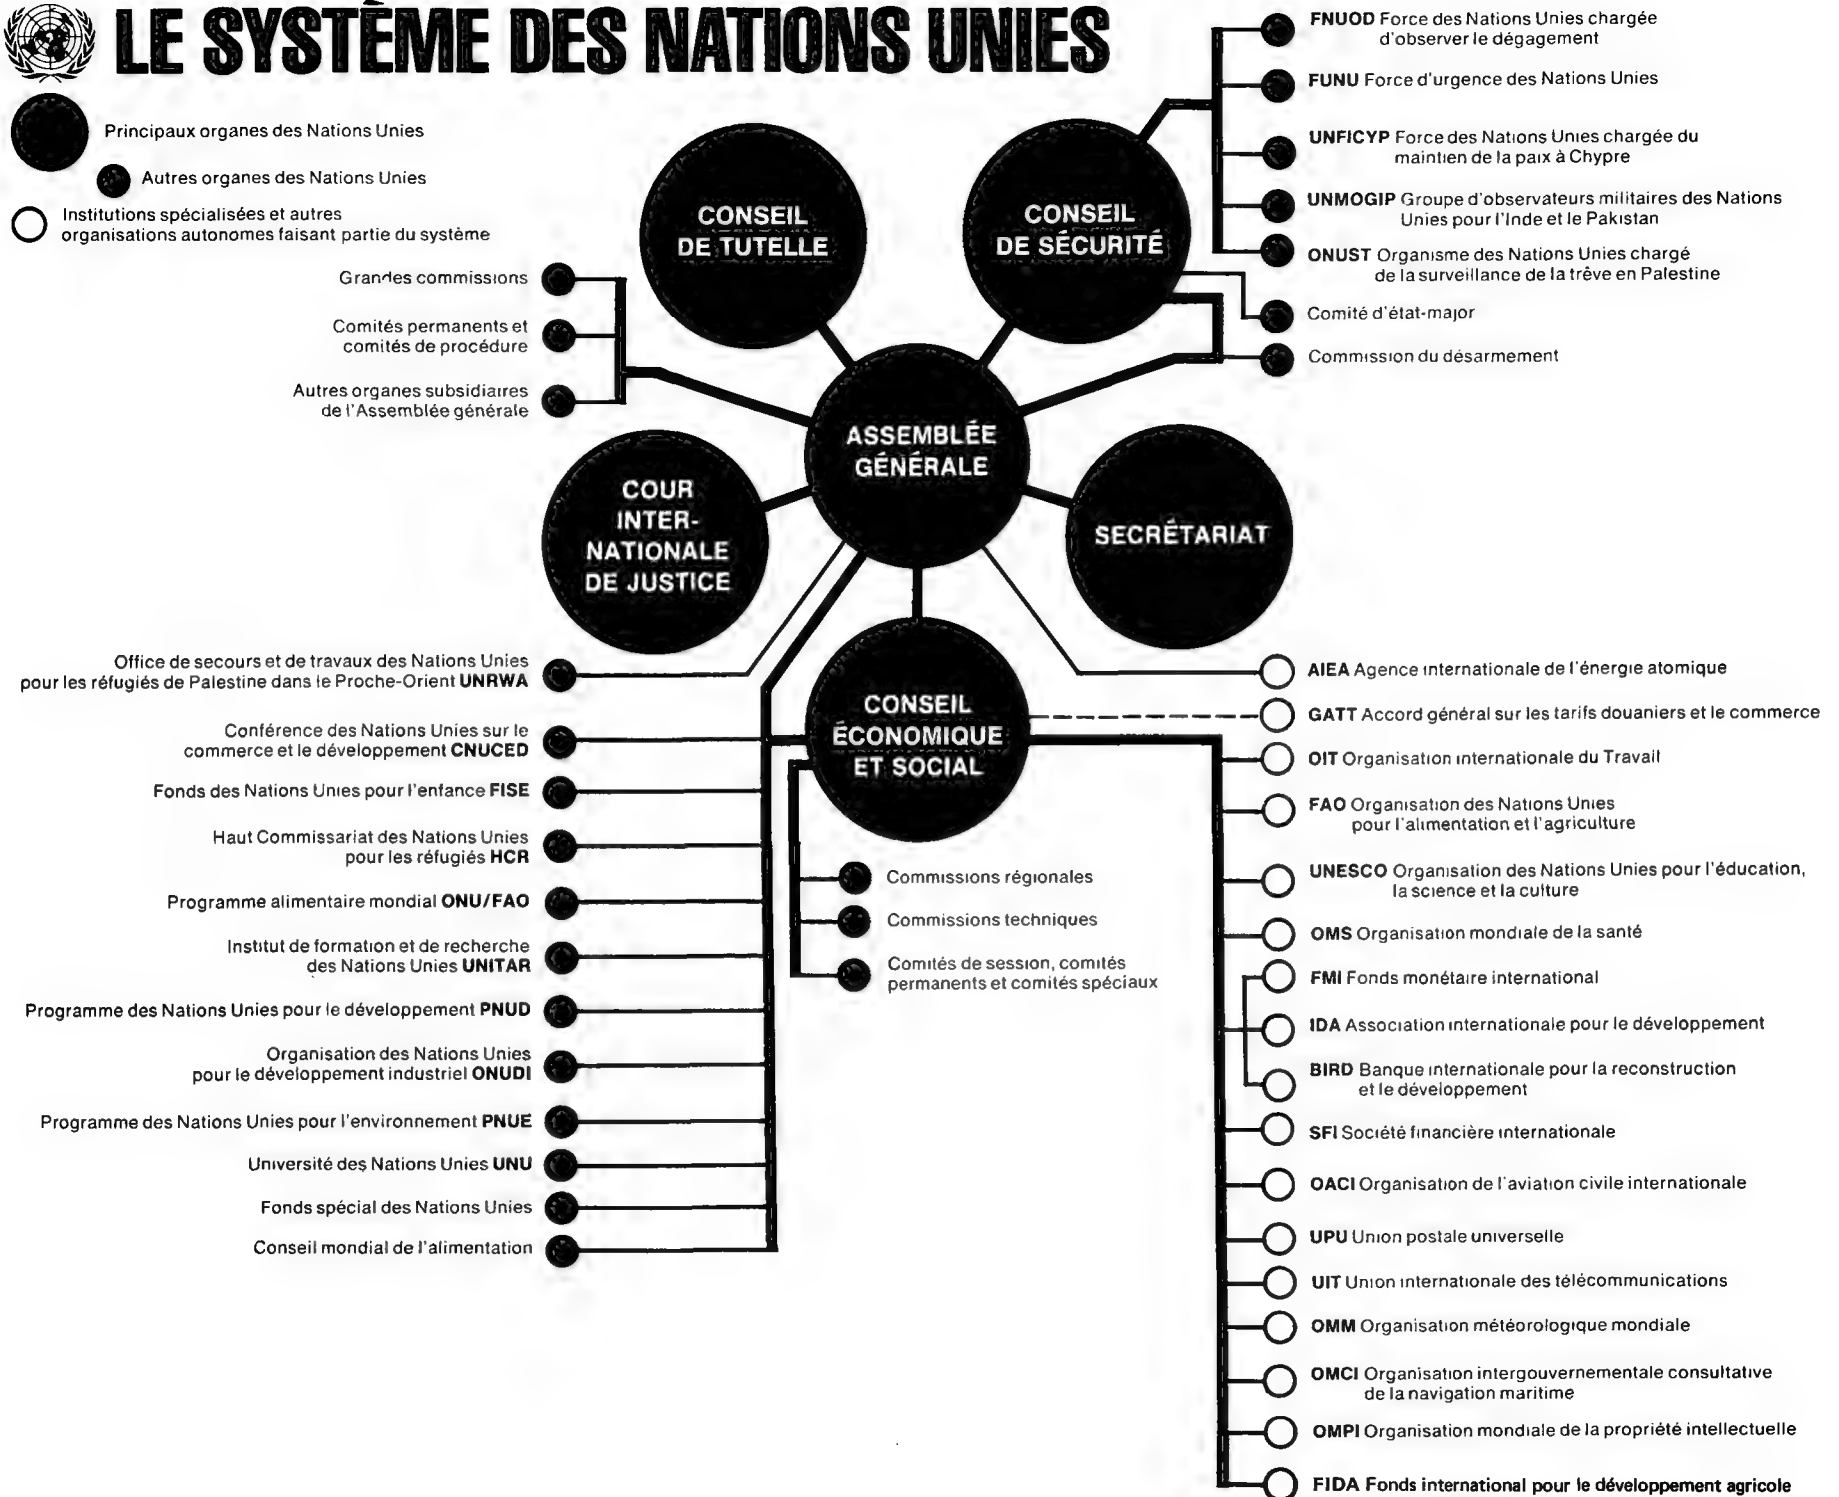 LE SYSTÈME DES NATIONS UNIES
Principaux organes des Nations Unies
Autres organes des Nations Unies
Institutions spécialisées et autres
organisations autonomes faisant partie du système
Grandes commissions
Comités permanents et
comités de procédure
Autres organes subsidiaires
de l'Assemblée générale
CONSEIL
DE TUTELLE
CONSEIL
DE SÉCURITÉ
FNUOD Force des Nations Unies chargée
d'observer le dégagement
FUNU Force d'urgence des Nations Unies
UNFICYP Force des Nations Unies chargée du
maintien de la paix à Chypre
UNMOGIP Groupe d'observateurs militaires des Nations
Unies pour l'Inde et le Pakistan
ONUST Organisme des Nations Unies chargé
de la surveillance de la trêve en Palestine
Comité d'état-major
Commission du désarmement
ASSEMBLÉE
GÉNÉRALE
COUR
INTER-
NATIONALE
DE JUSTICE
SECRÉTARIAT
CONSEIL
ÉCONOMIQUE
ET SOCIAL
Office de secours et de travaux des Nations Unies
pour les réfugiés de Palestine dans le Proche-Orient UNRWA
Conférence des Nations Unies sur le
commerce et le développement CNUCED
Fonds des Nations Unies pour l'enfance FISE
Haut Commissariat des Nations Unies
pour les réfugiés HCR
Programme alimentaire mondial ONU/FAO
Institut de formation et de recherche
des Nations Unies UNITAR
Programme des Nations Unies pour le développement PNUD
Organisation des Nations Unies
pour le développement industriel ONUDI
Programme des Nations Unies pour l'environnement PNUE
Université des Nations Unies UNU
Fonds spécial des Nations Unies
Conseil mondial de l'alimentation
Commissions régionales
Commissions techniques
Comités de session, comités
permanents et comités spéciaux
AIEA Agence internationale de l'énergie atomique
GATT Accord général sur les tarifs douaniers et le commerce
OIT Organisation internationale du Travail
FAO Organisation des Nations Unies
pour l'alimentation et l'agriculture
UNESCO Organisation des Nations Unies pour l'éducation,
la science et la culture
OMS Organisation mondiale de la santé
FMI Fonds monétaire international
IDA Association internationale pour le développement
BIRD Banque internationale pour la reconstruction
et le développement
SFI Société financière internationale
OACI Organisation de l'aviation civile internationale
UPU Union postale universelle
UIT Union internationale des télécommunications
OMM Organisation météorologique mondiale
OMCI Organisation intergouvernementale consultative
de la navigation maritime
OMPI Organisation mondiale de la propriété intellectuelle
FIDA Fonds international pour le développement agricole